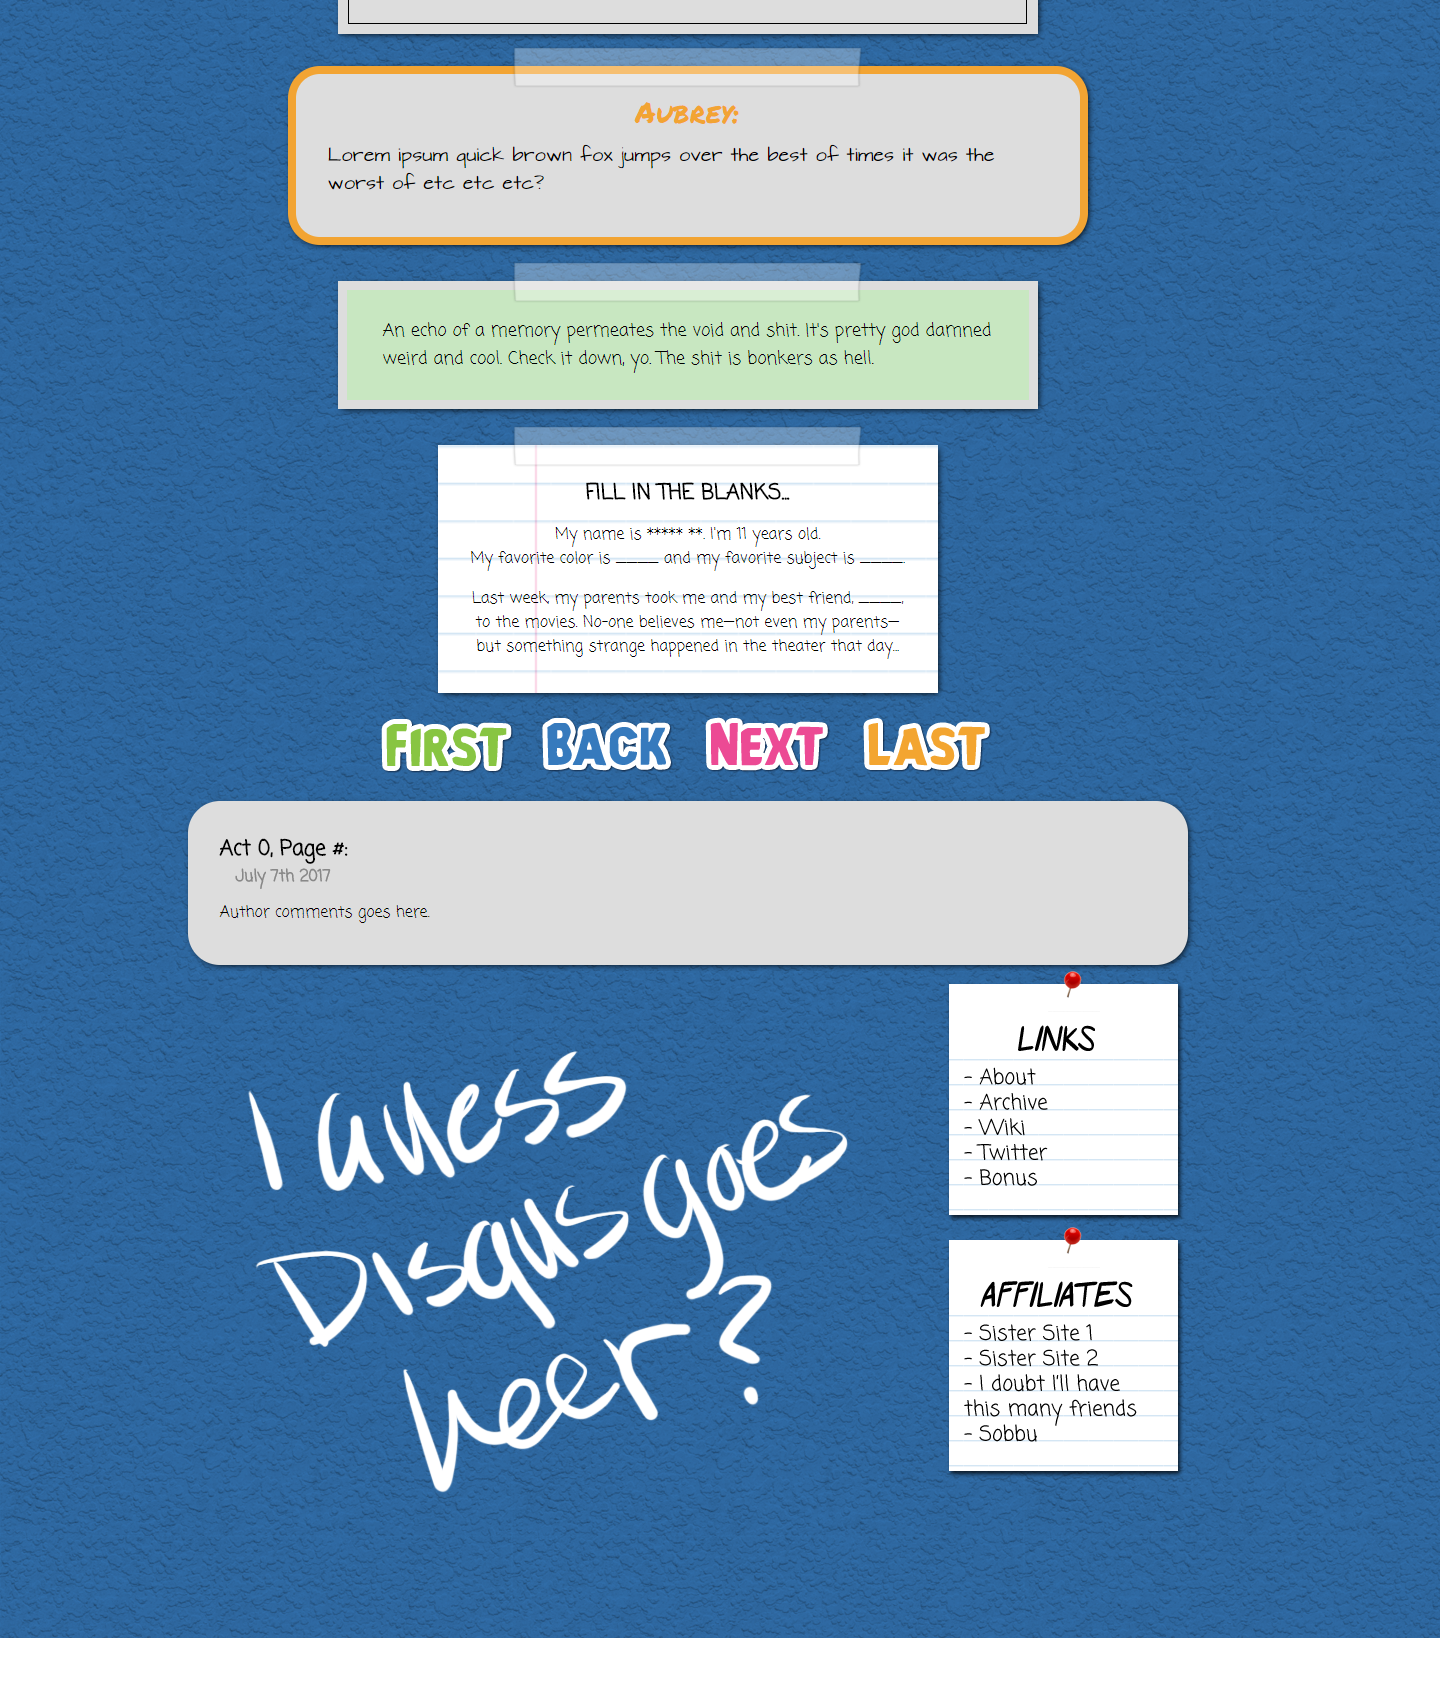 Aubrey:
Lorem ipsum quick brown fox jumps over the best of times it was the
worst of etc etc etc?
An echo of a memory permeates the void and shit. It's pretty god damned
weird and cool. Check it down, yo. The shit is bonkers as hell.
FILL IN THE BLANKS...
My name is ***** **. I'm 11 years old.
My favorite color is _____ and my favorite subject is _____.
Last week, my parents took me and my best friend, _____,
to the movies. No-one believes me—not even my parents—
but something strange happened in the theater that day...
First Back Next Last
Act 0, Page #:
July 7th 2017
Author comments goes here.
LINKS
- About
- Archive
- Wiki
- Twitter
- Bonus
I guess
Disqus goes
heer?
AFFILIATES
- Sister Site 1
- Sister Site 2
- I doubt I'll have
this many friends
- Sobbu